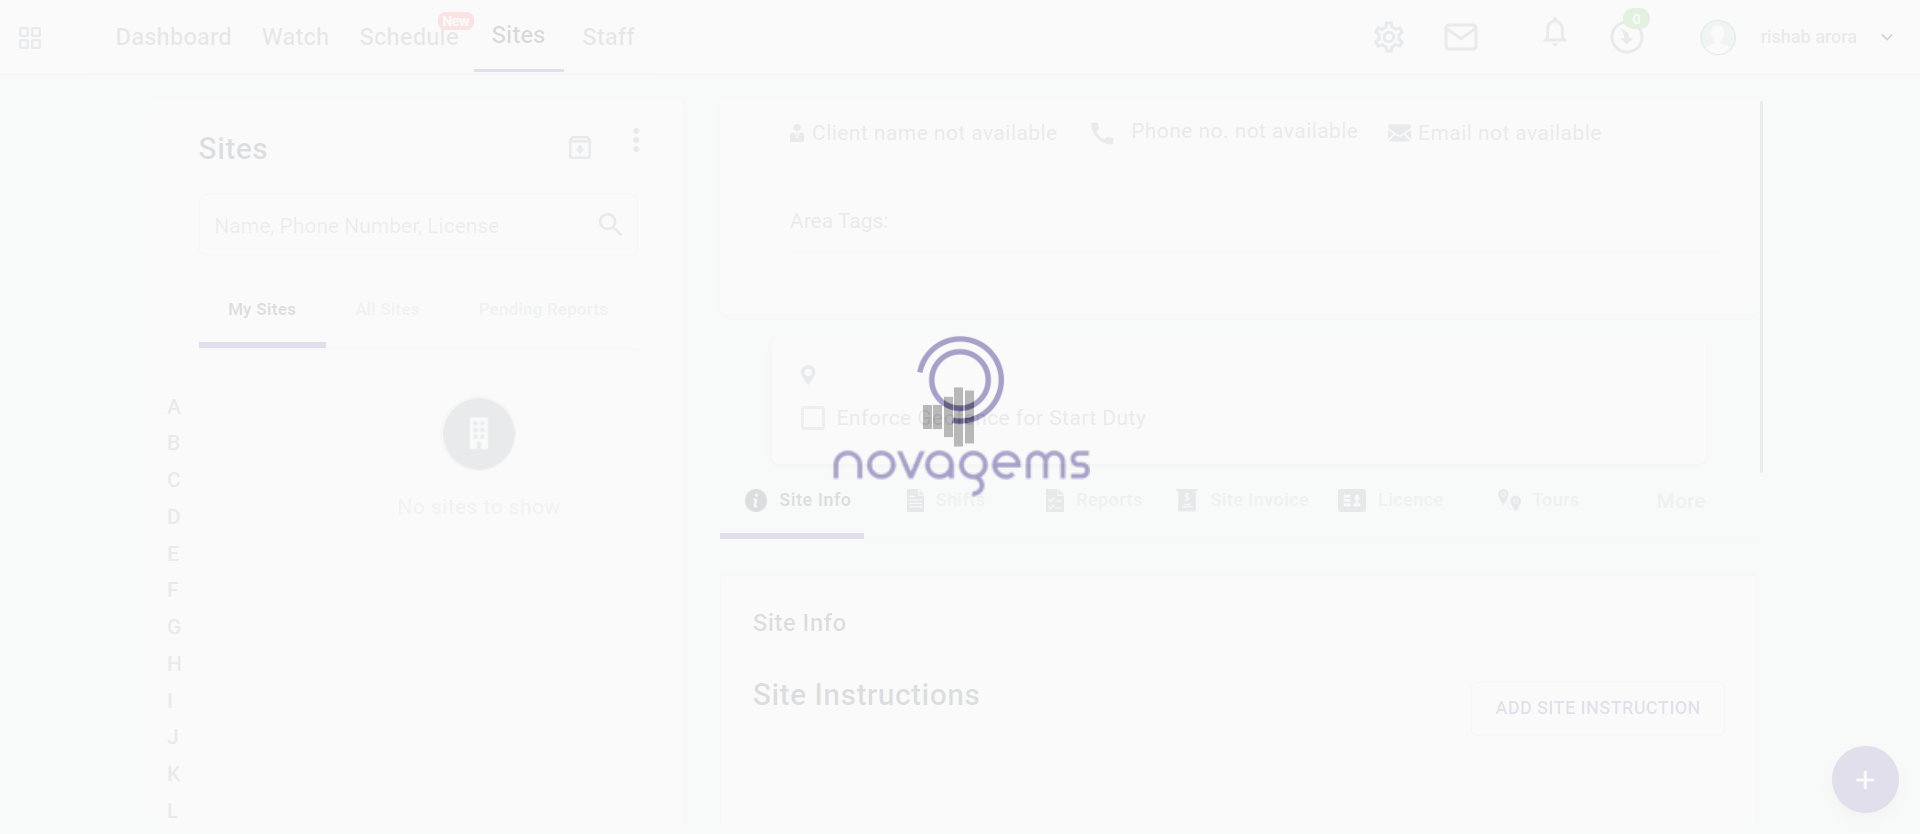 Dashboard Watch Schedule New Sites Staff 0 rishab arora
Sites
Name, Phone Number, License
My Sites All Sites Pending Reports
A
B
C
D
E
F
G
H
I
J
K
L
No sites to show
Client name not available Phone no. not available Email not available
Area Tags:
Enforce Geofence for Start Duty
novagems
Site Info Shifts Reports Site Invoice Licence Tours More
Site Info
Site Instructions
ADD SITE INSTRUCTION